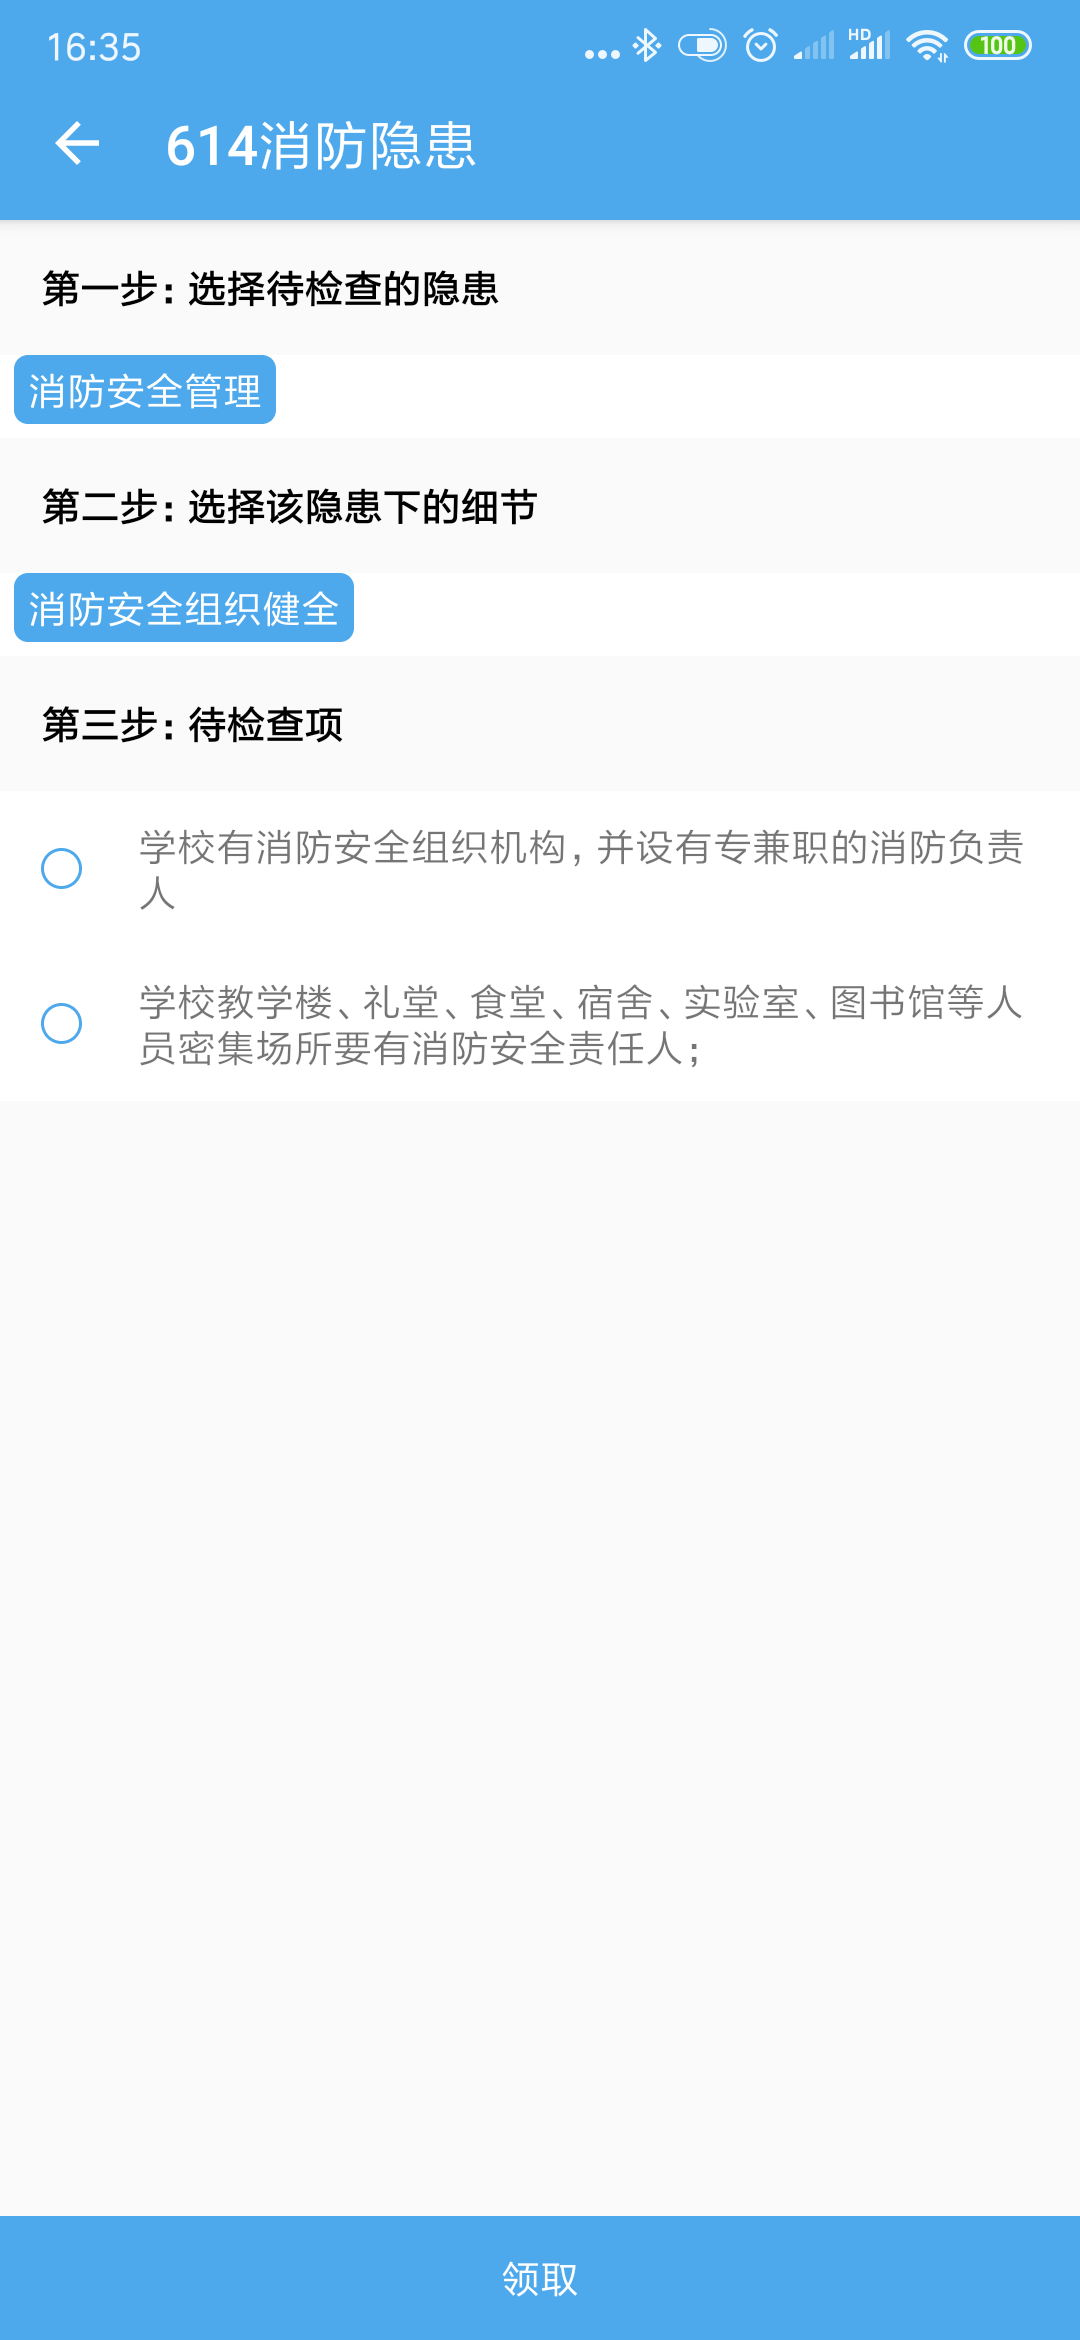 16:35
HD
100
614消防隐患
第一步：选择待检查的隐患
消防安全管理
第二步：选择该隐患下的细节
消防安全组织健全
第三步：待检查项
学校有消防安全组织机构，并设有专兼职的消防负责
人
学校教学楼、礼堂、食堂、宿舍、实验室、图书馆等人
员密集场所要有消防安全责任人；
领取